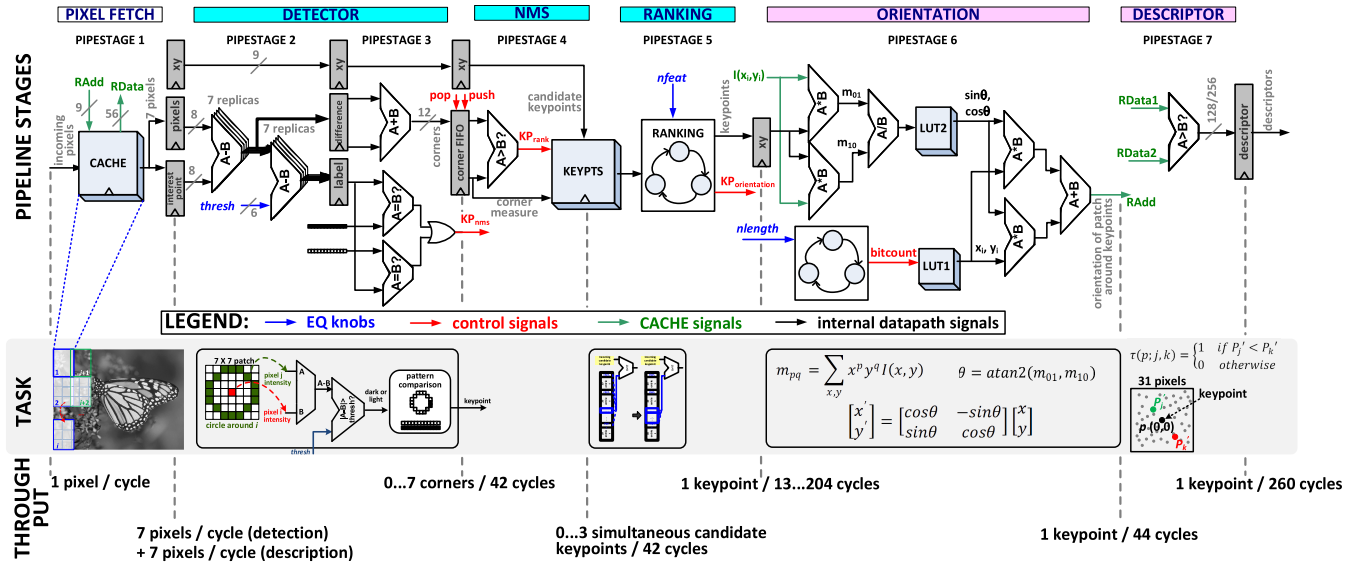 PIXEL FETCH
DETECTOR
NMS
RANKING
ORIENTATION
DESCRIPTOR
PIPELINE STAGES
PIPESTAGE 1
PIPESTAGE 2
PIPESTAGE 3
PIPESTAGE 4
PIPESTAGE 5
PIPESTAGE 6
PIPESTAGE 7
RAdd
RData
9
56
incoming
pixels
CACHE
7 pixels
xy
9
xy
xy
pixels
8
interest
point
8
7 replicas
A-B
7 replicas
A-B
thresh
6
difference
label
A+B
12
corners
A=B?
A=B?
KPnms
pop
push
corner FIFO
A>B?
KPrank
candidate
keypoints
corner
measure
KEYPTS
nfeat
RANKING
keypoints
KPorientation
xy
I(xi,yi)
A*B
A*B
m01
m10
A/B
LUT2
sinθ,
cosθ
nlength
bitcount
LUT1
xi, yi
A*B
A*B
A+B
RAdd
orientation of patch
around keypoints
RData1
RData2
A>B?
128/256
descriptor
descriptors
LEGEND:
EQ knobs
control signals
CACHE signals
internal datapath signals
TASK
1
i+1
2
i+2
i
7 X 7 patch
circle around i
pixel j
intensity
pixel i
intensity
A
B
A-B
|A-B|>
thresh?
thresh
dark or
light
pattern
comparison
keypoint
mpq = ∑x,y x^p y^q I(x, y)
θ = atan2(m01, m10)
[x' y'] = [cosθ −sinθ sinθ cosθ] [x y]
τ(p; j, k) = {1 if Pj' < Pk'
0 otherwise
31 pixels
keypoint
Pj'
p (0,0)
Pk'
THROUGH
PUT
1 pixel / cycle
7 pixels / cycle (detection)
+ 7 pixels / cycle (description)
0...7 corners / 42 cycles
0...3 simultaneous candidate
keypoints / 42 cycles
1 keypoint / 13...204 cycles
1 keypoint / 44 cycles
1 keypoint / 260 cycles